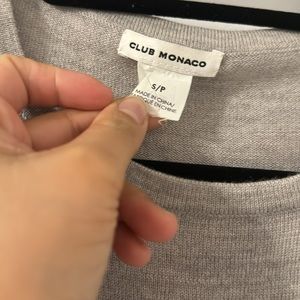 CLUB MONACO
S/P
MADE IN CHINA/
EN CHINE